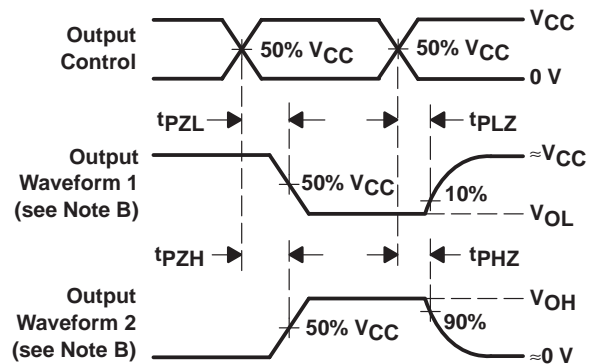 Output
Control
50% VCC
50% VCC
VCC
0 V
tPZL
tPLZ
Output
Waveform 1
(see Note B)
50% VCC
10%
≈VCC
VOL
tPZH
tPHZ
Output
Waveform 2
(see Note B)
50% VCC
90%
VOH
≈0 V